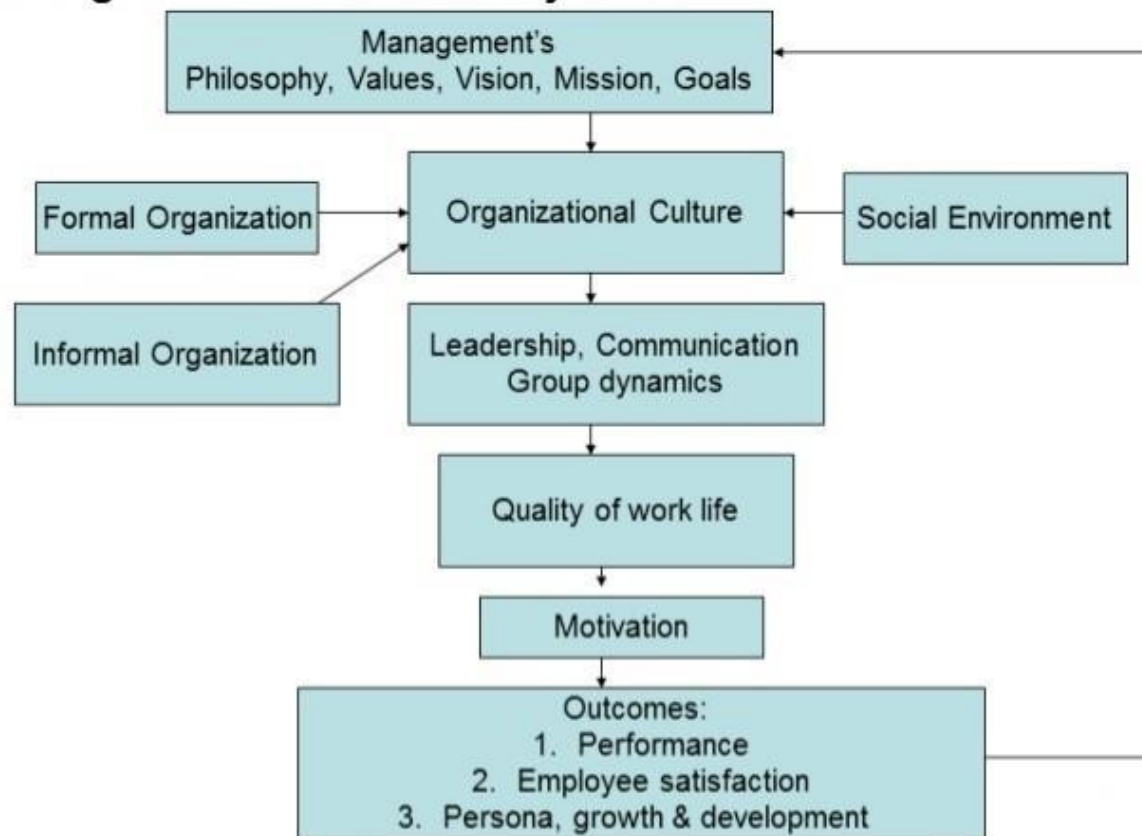 Management's
Philosophy, Values, Vision, Mission, Goals
Formal Organization
Organizational Culture
Social Environment
Informal Organization
Leadership, Communication
Group dynamics
Quality of work life
Motivation
Outcomes:
1. Performance
2. Employee satisfaction
3. Persona, growth & development